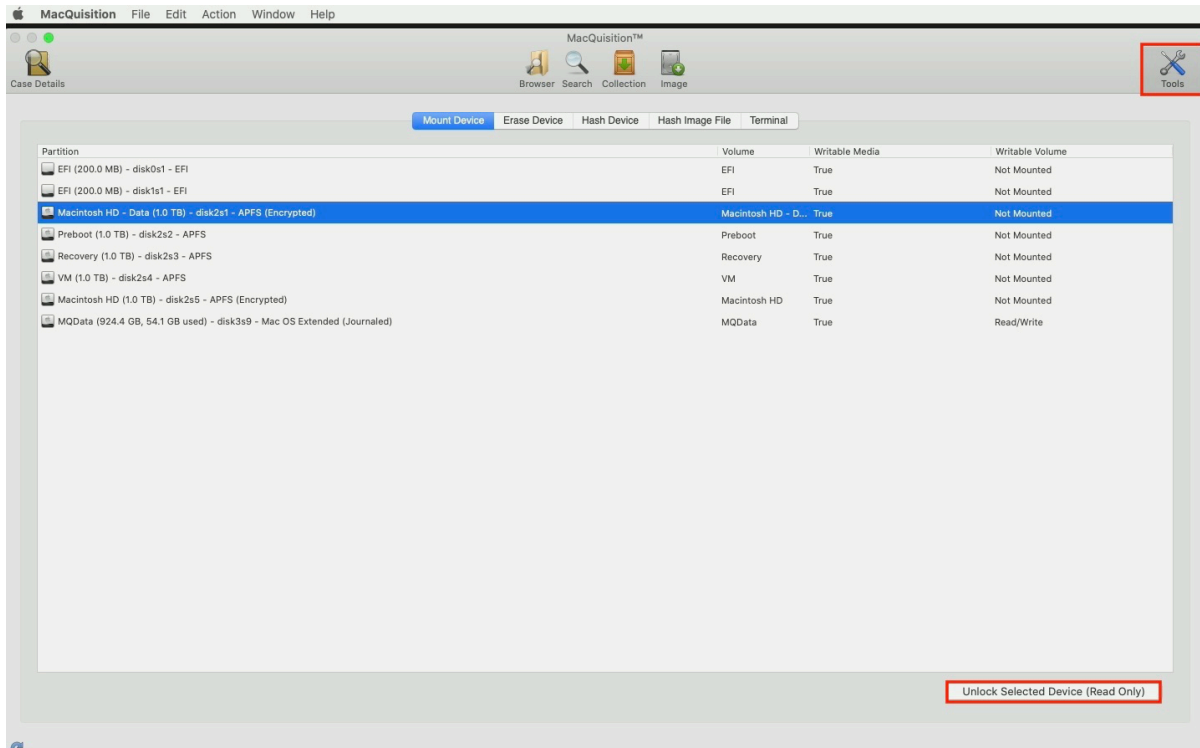 MacQuisition File Edit Action Window Help
MacQuisition™
Case Details
Browser Search Collection Image
Tools
Mount Device Erase Device Hash Device Hash Image File Terminal
Partition Volume Writable Media Writable Volume
EFI (200.0 MB) - disk0s1 - EFI EFI True Not Mounted
EFI (200.0 MB) - disk1s1 - EFI EFI True Not Mounted
Macintosh HD - Data (1.0 TB) - disk2s1 - APFS (Encrypted) Macintosh HD - D... True Not Mounted
Preboot (1.0 TB) - disk2s2 - APFS Preboot True Not Mounted
Recovery (1.0 TB) - disk2s3 - APFS Recovery True Not Mounted
VM (1.0 TB) - disk2s4 - APFS VM True Not Mounted
Macintosh HD (1.0 TB) - disk2s5 - APFS (Encrypted) Macintosh HD True Not Mounted
MQData (924.4 GB, 54.1 GB used) - disk3s9 - Mac OS Extended (Journaled) MQData True Read/Write
Unlock Selected Device (Read Only)